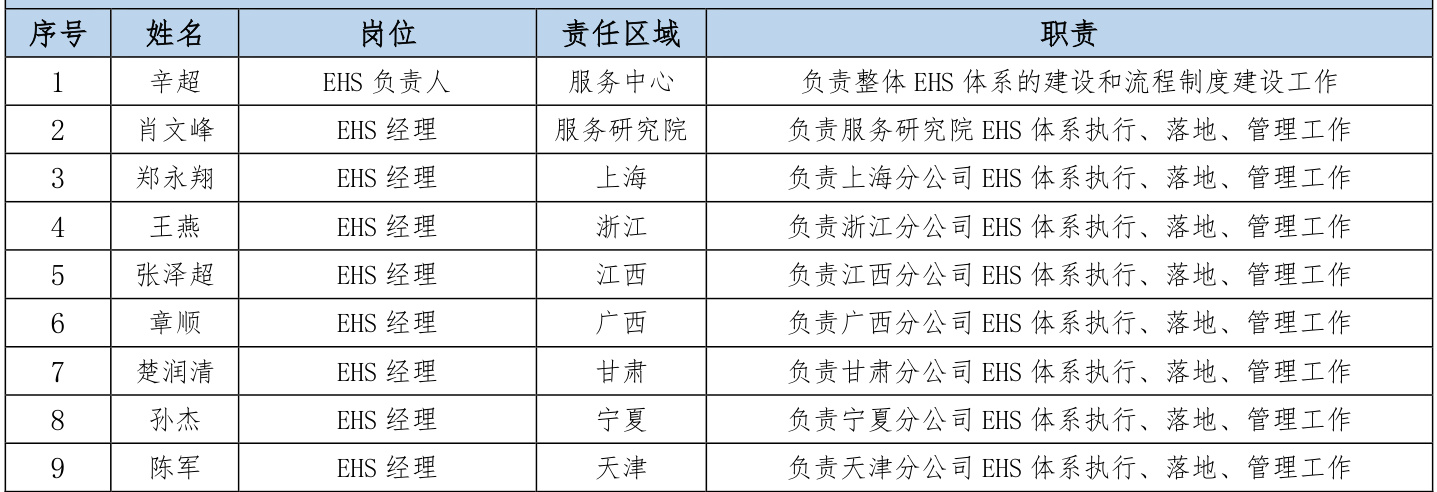 序号 姓名 岗位 责任区域 职责
1 辛超 EHS 负责人 服务中心 负责整体 EHS 体系的建设和流程制度建设工作
2 肖文峰 EHS 经理 服务研究院 负责服务研究院 EHS 体系执行、落地、管理工作
3 郑永翔 EHS 经理 上海 负责上海分公司 EHS 体系执行、落地、管理工作
4 王燕 EHS 经理 浙江 负责浙江分公司 EHS 体系执行、落地、管理工作
5 张泽超 EHS 经理 江西 负责江西分公司 EHS 体系执行、落地、管理工作
6 章顺 EHS 经理 广西 负责广西分公司 EHS 体系执行、落地、管理工作
7 楚润清 EHS 经理 甘肃 负责甘肃分公司 EHS 体系执行、落地、管理工作
8 孙杰 EHS 经理 宁夏 负责宁夏分公司 EHS 体系执行、落地、管理工作
9 陈军 EHS 经理 天津 负责天津分公司 EHS 体系执行、落地、管理工作